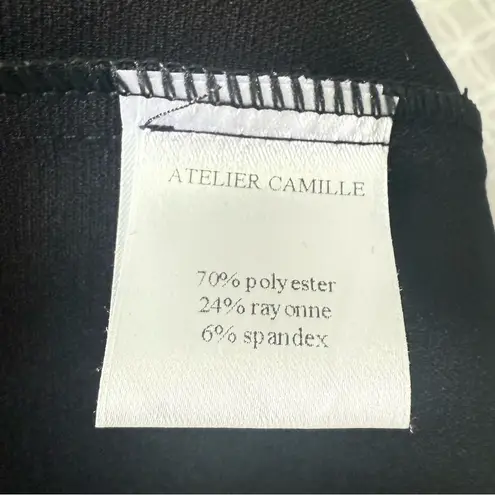 ATELIER CAMILLE
70% polyester
24% rayonne
6% spandex